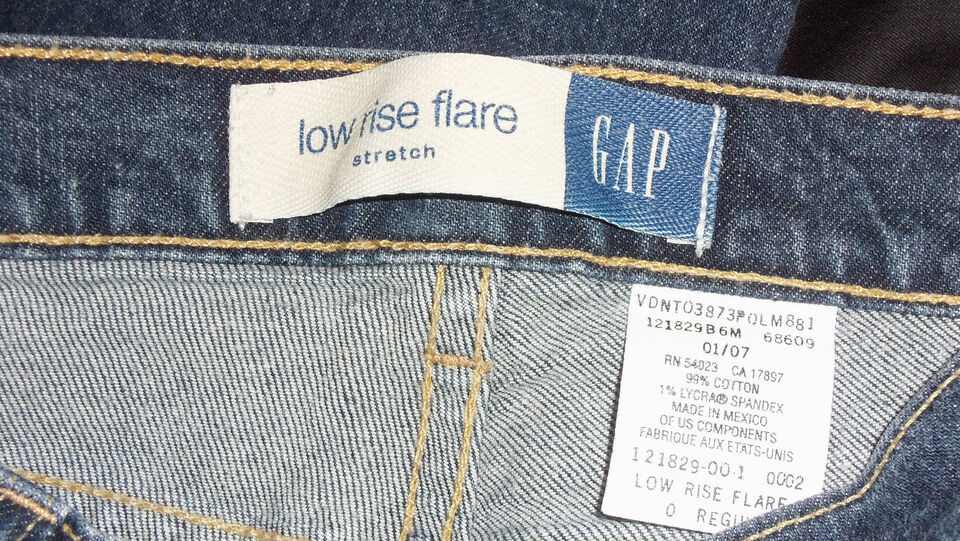 low rise flare
stretch
GAP
VDNT03873P0LM881
121829B6M 68609
01/07
RN 54023 CA 17897
99% COTTON
1% LYCRA® SPANDEX
MADE IN MEXICO
OF US COMPONENTS
FABRIQUE AUX ETATS-UNIS
121829-00-1 0002
LOW RISE FLARE
0 REGU